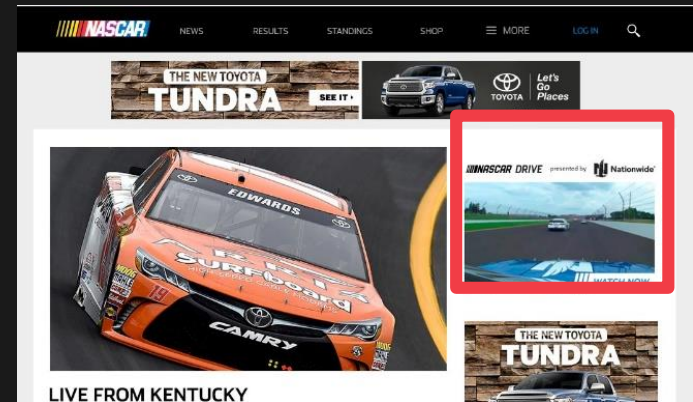 NASCAR
NEWS
RESULTS
STANDINGS
SHOP
MORE
LOG IN
THE NEW TOYOTA
TUNDRA
SEE IT
TOYOTA
Let's
Go
Places
NASCAR DRIVE presented by Nationwide
WATCH NOW
EDWARDS
ARRIS
Surfboard
19
CAMRY
THE NEW TOYOTA
TUNDRA
LIVE FROM KENTUCKY